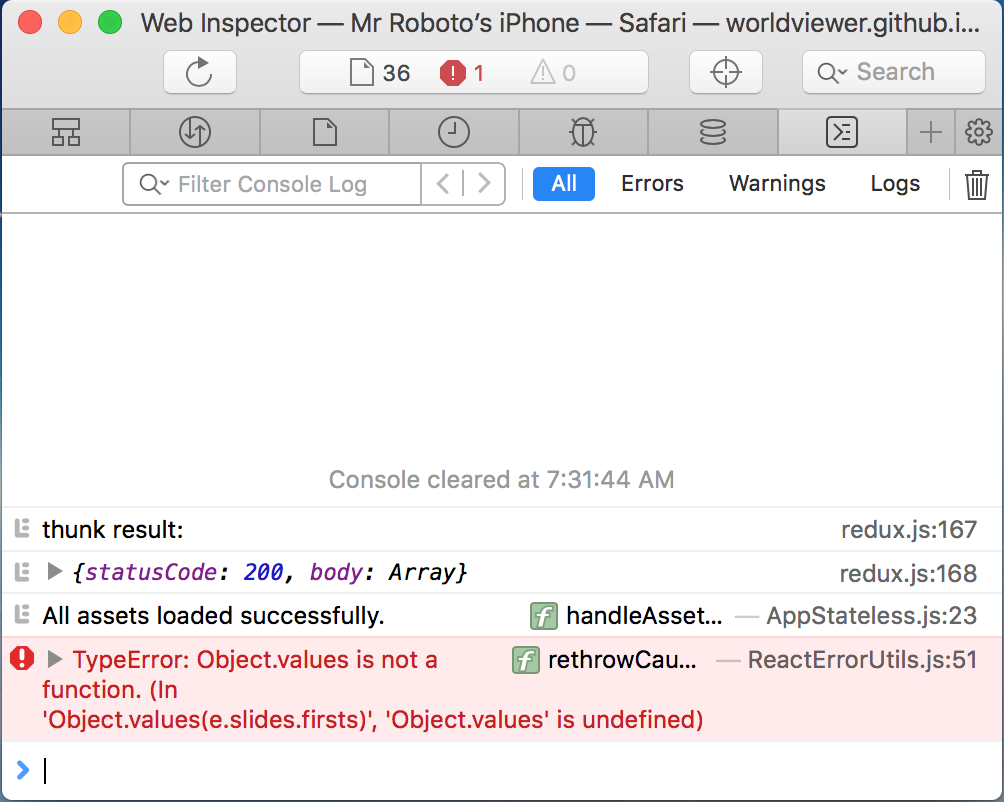 Web Inspector — Mr Roboto’s iPhone — Safari — worldviewer.github.i...
36 1 0 Search
Filter Console Log All Errors Warnings Logs
Console cleared at 7:31:44 AM
thunk result: redux.js:167
{statusCode: 200, body: Array} redux.js:168
All assets loaded successfully. f handleAsset... — AppStateless.js:23
TypeError: Object.values is not a f rethrowCau... — ReactErrorUtils.js:51
function. (In
'Object.values(e.slides.firsts)', 'Object.values' is undefined)